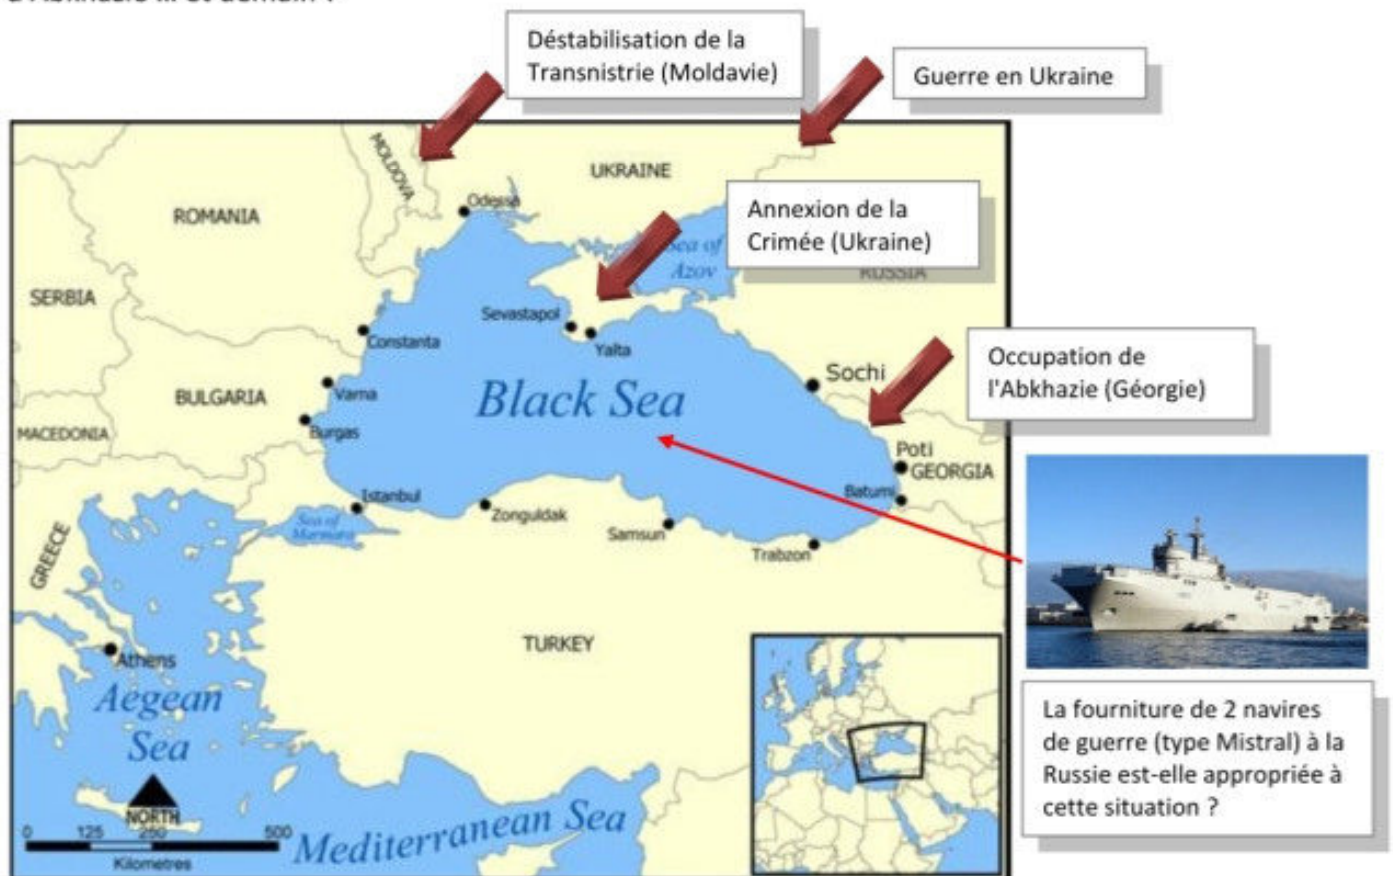 d'Abkhazie ... et demain ?
Déstabilisation de la
Transnistrie (Moldavie)
Guerre en Ukraine
MOLDOVA
UKRAINE
ROMANIA
Odessa
Annexion de la
Crimée (Ukraine)
Sea of
Azov
RUSSIA
SERBIA
Sevastapol
Yalta
Constanta
Occupation de
l'Abkhazie (Géorgie)
Sochi
Black Sea
BULGARIA
Varna
MACEDONIA
Burgas
Poti
GEORGIA
Batumi
Istanbul
Zonguldak
Sea of
Marmara
Samsun
Trabzon
GREECE
TURKEY
Athens
Aegean
Sea
La fourniture de 2 navires
de guerre (type Mistral) à la
Russie est-elle appropriée à
cette situation ?
NORTH
0 125 250 500
Kilometres
Mediterranean Sea